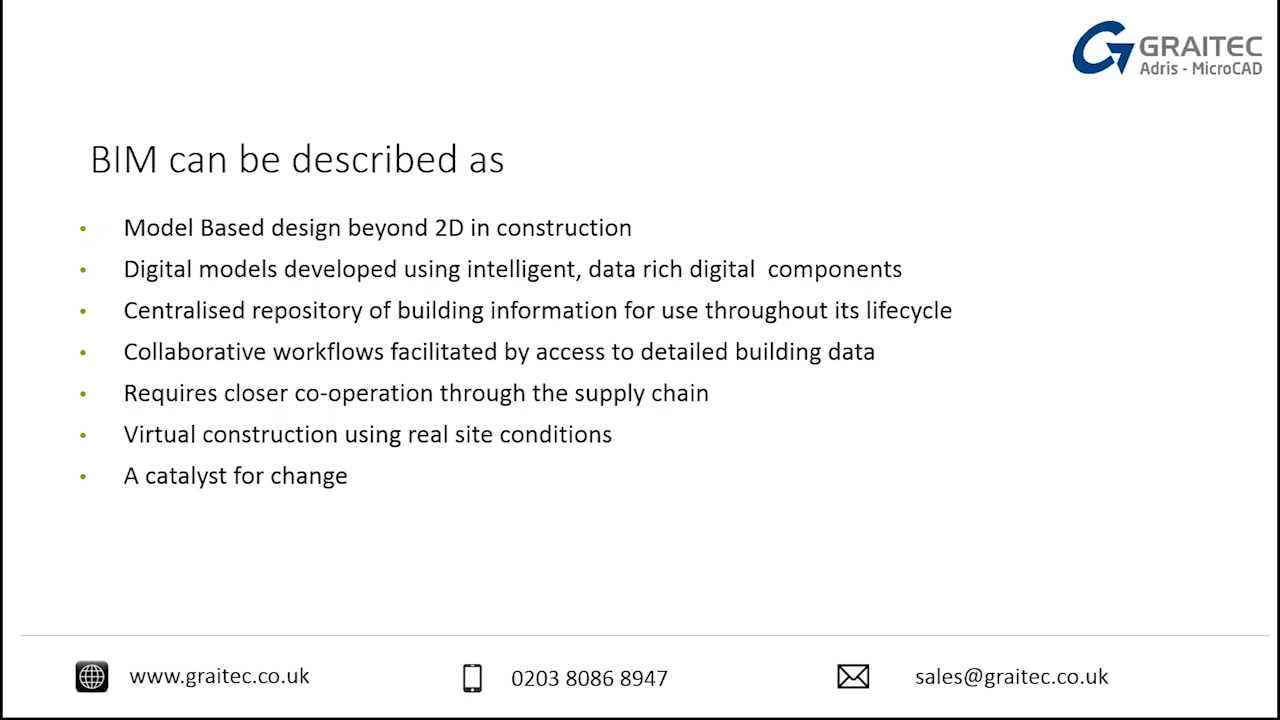 GRAITEC
Adris - MicroCAD
BIM can be described as
• Model Based design beyond 2D in construction
• Digital models developed using intelligent, data rich digital  components
• Centralised repository of building information for use throughout its lifecycle
• Collaborative workflows facilitated by access to detailed building data
• Requires closer co-operation through the supply chain
• Virtual construction using real site conditions
• A catalyst for change
www.graitec.co.uk
0203 8086 8947
sales@graitec.co.uk